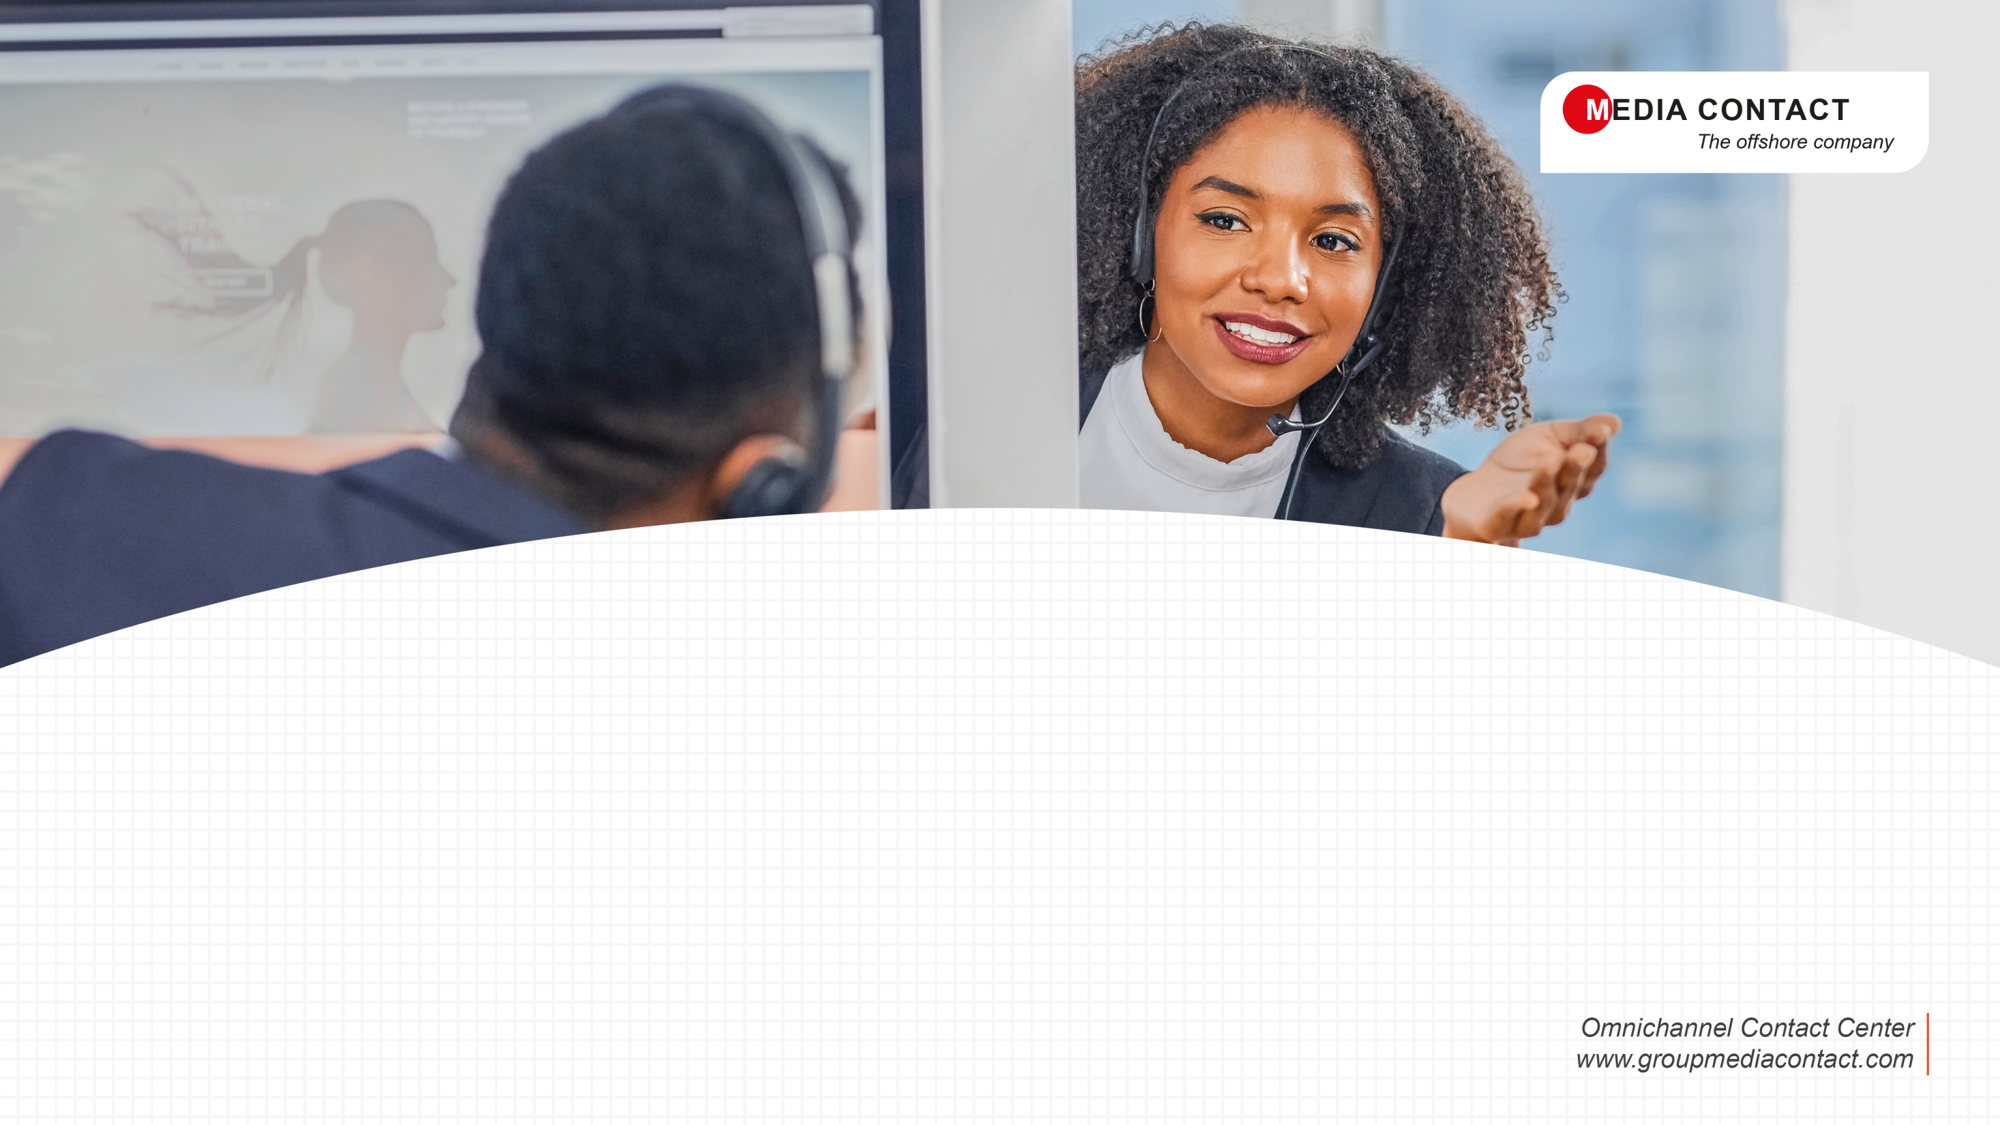 MEDIA CONTACT
The offshore company
Omnichannel Contact Center
www.groupmediacontact.com